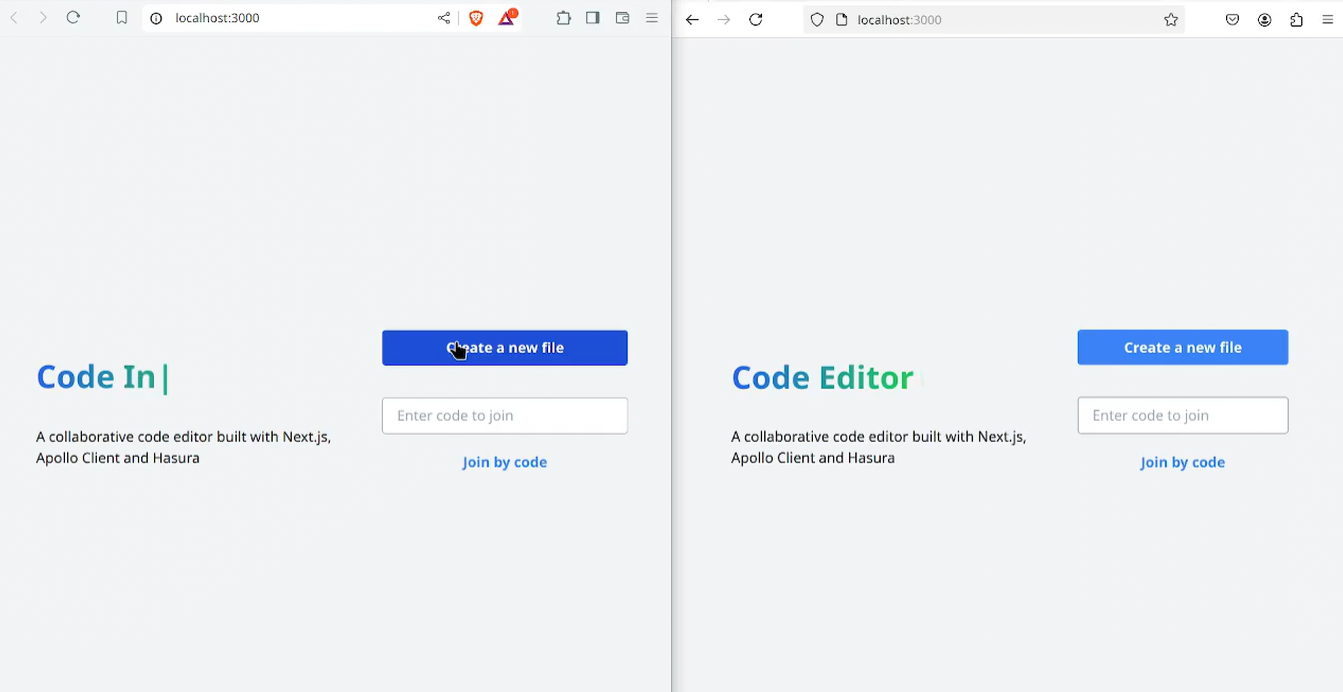 localhost:3000
1
Create a new file
Code In|
Enter code to join
A collaborative code editor built with Next.js,
Apollo Client and Hasura
Join by code
localhost:3000
Create a new file
Code Editor
Enter code to join
A collaborative code editor built with Next.js,
Apollo Client and Hasura
Join by code